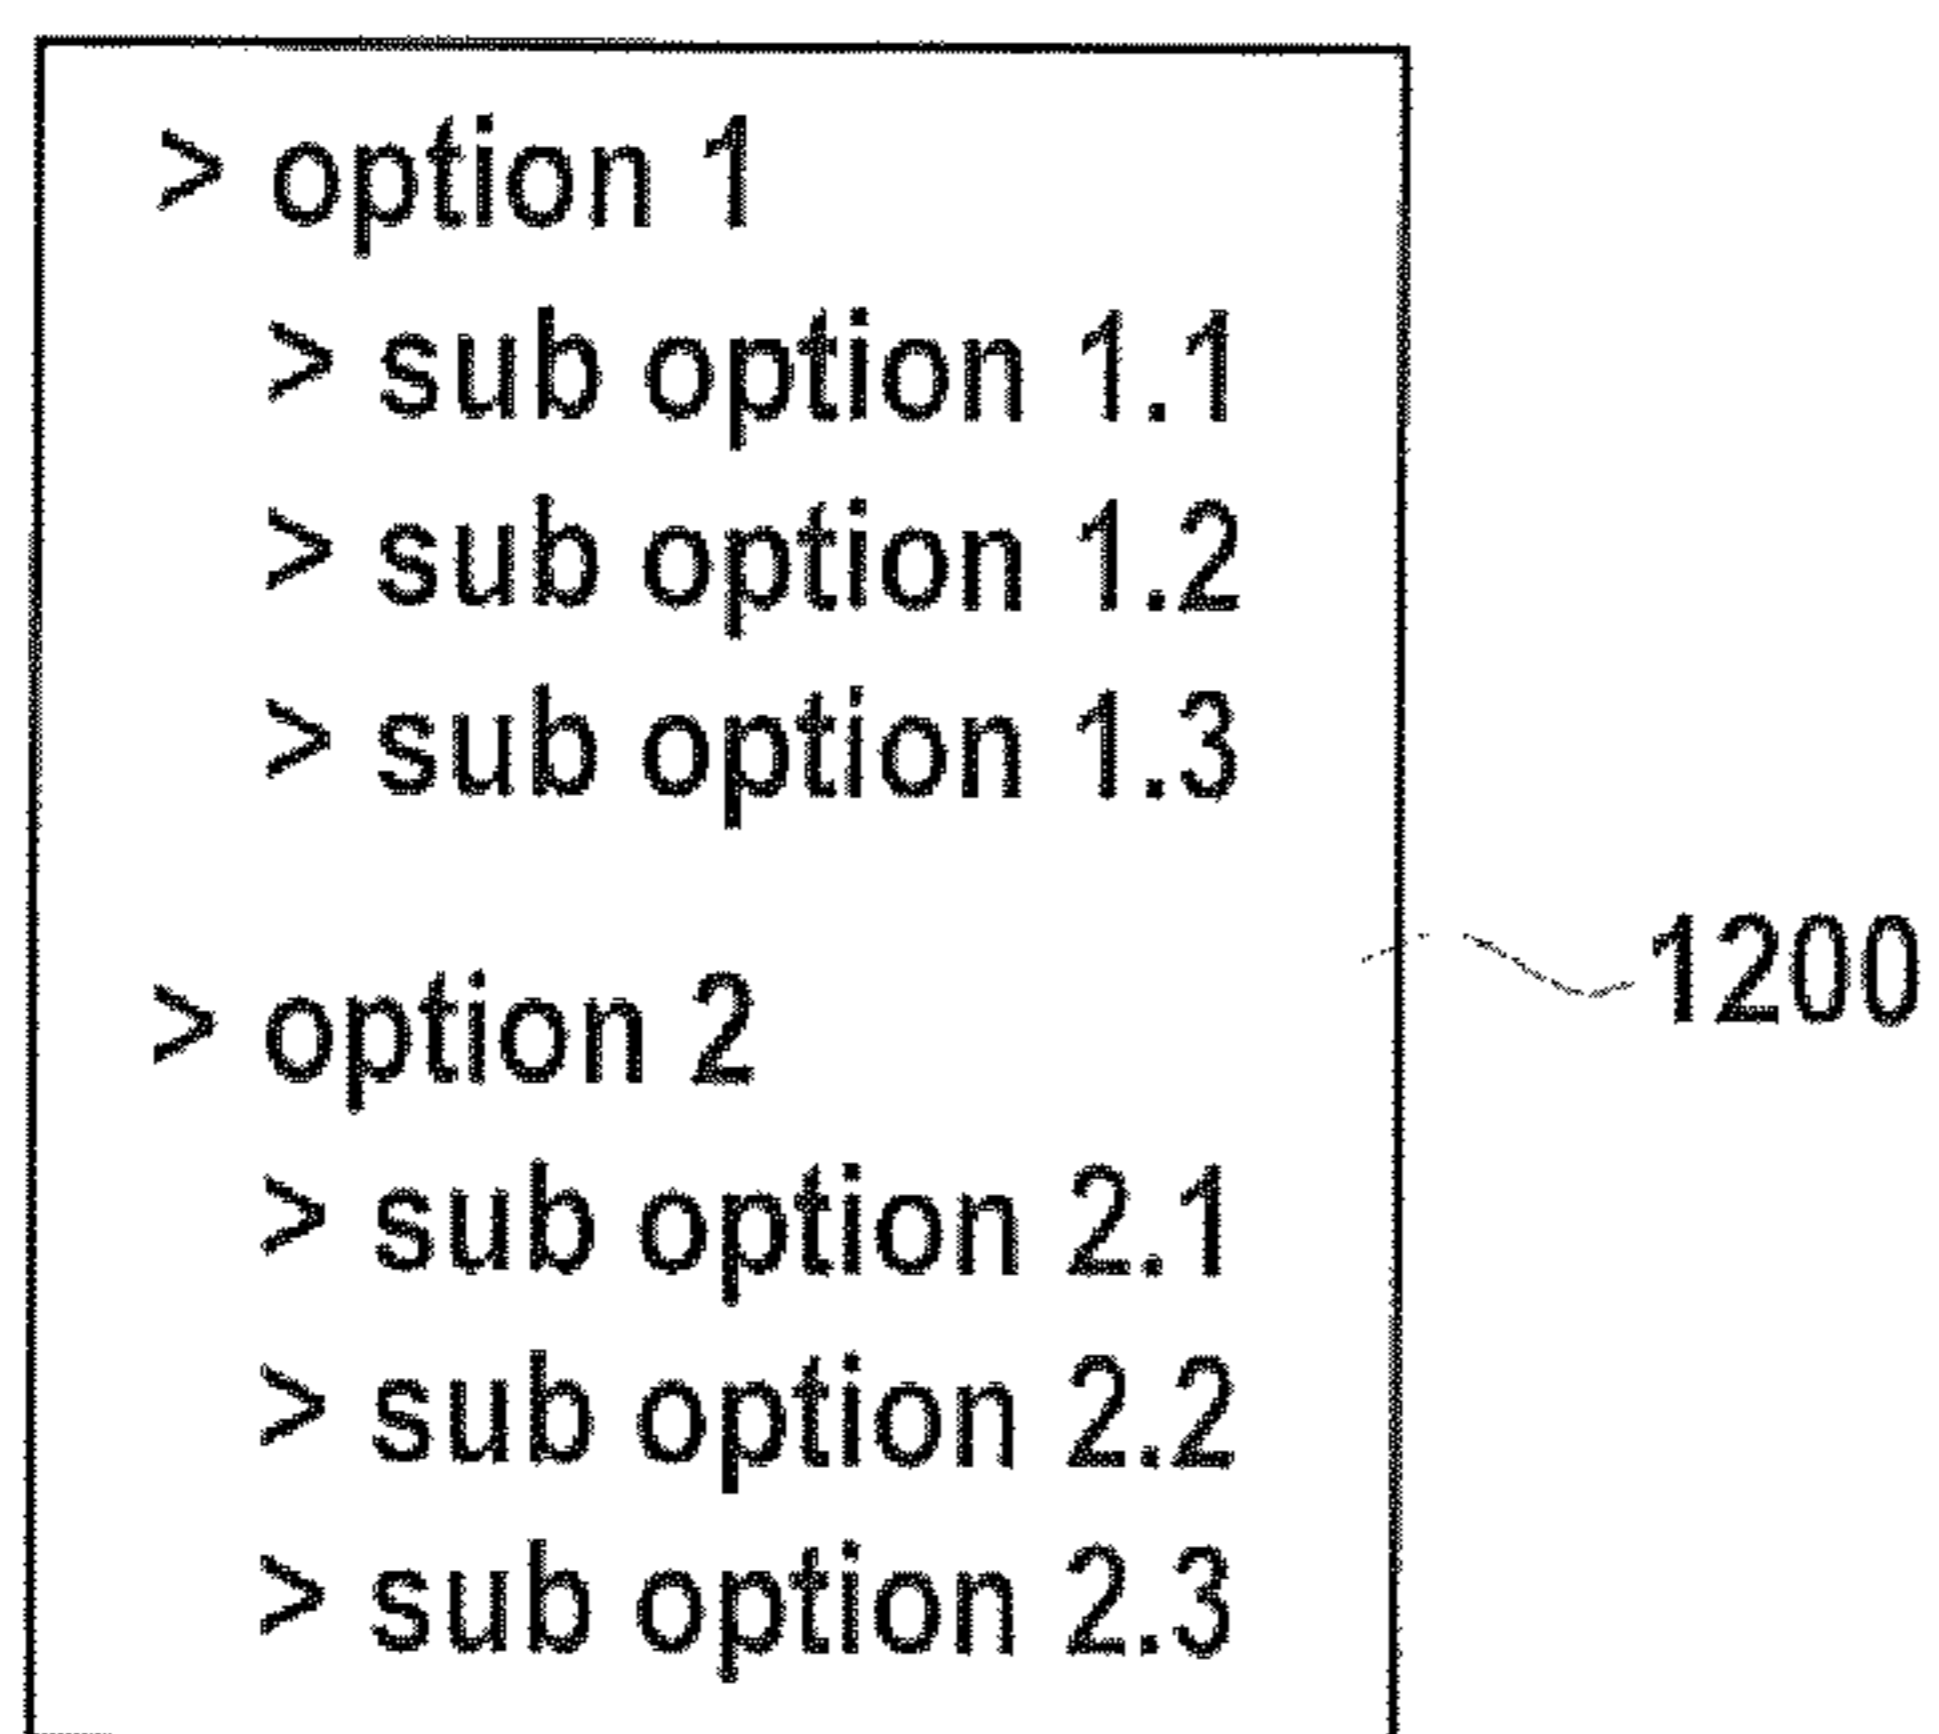 > option 1
> sub option 1.1
> sub option 1.2
> sub option 1.3
> option 2
> sub option 2.1
> sub option 2.2
> sub option 2.3
1200